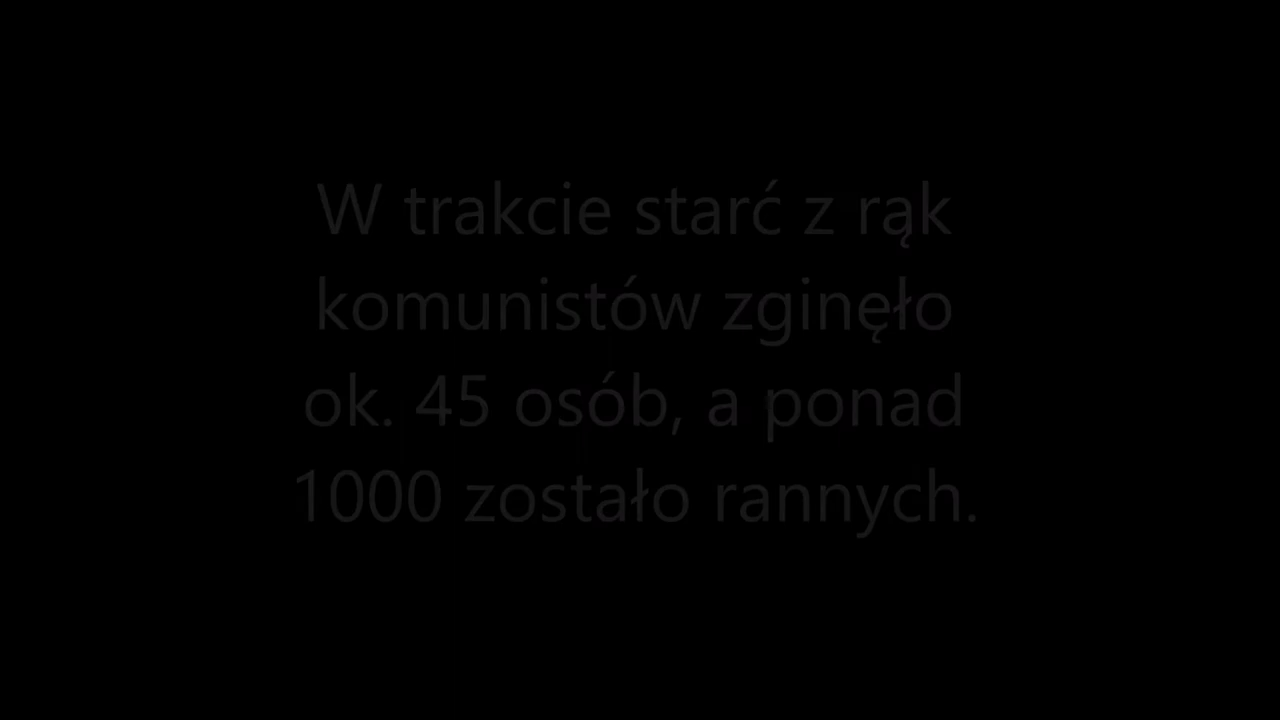 W trakcie starć z rąk
komunistów zginęło
ok. 45 osób, a ponad
1000 zostało rannych.